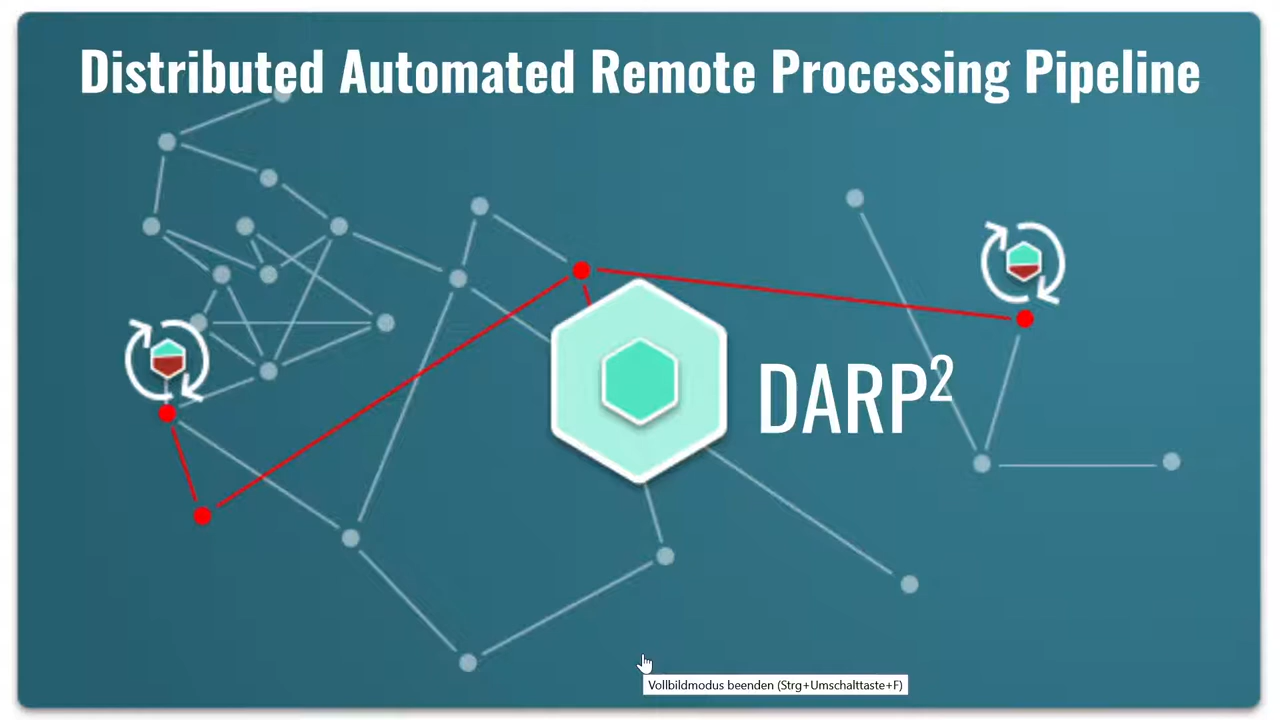 Distributed Automated Remote Processing Pipeline
DARP²
Vollbildmodus beenden (Strg+Umschalttaste+F)